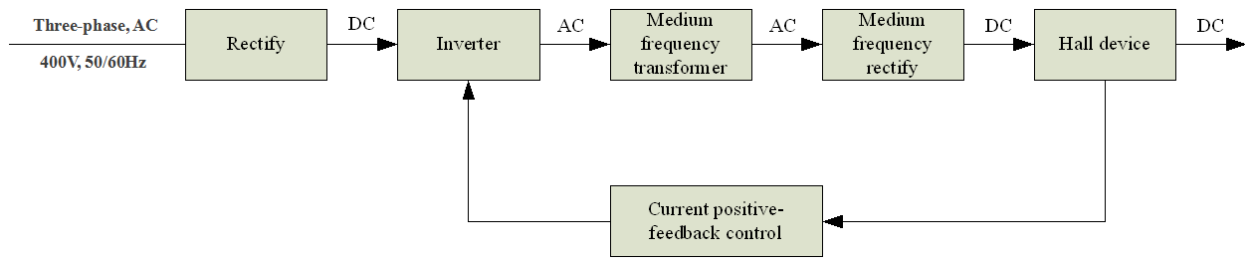 Three-phase, AC
400V, 50/60Hz
Rectify
DC
Inverter
AC
Medium
frequency
transformer
AC
Medium
frequency
rectify
DC
Hall device
DC
Current positive-
feedback control